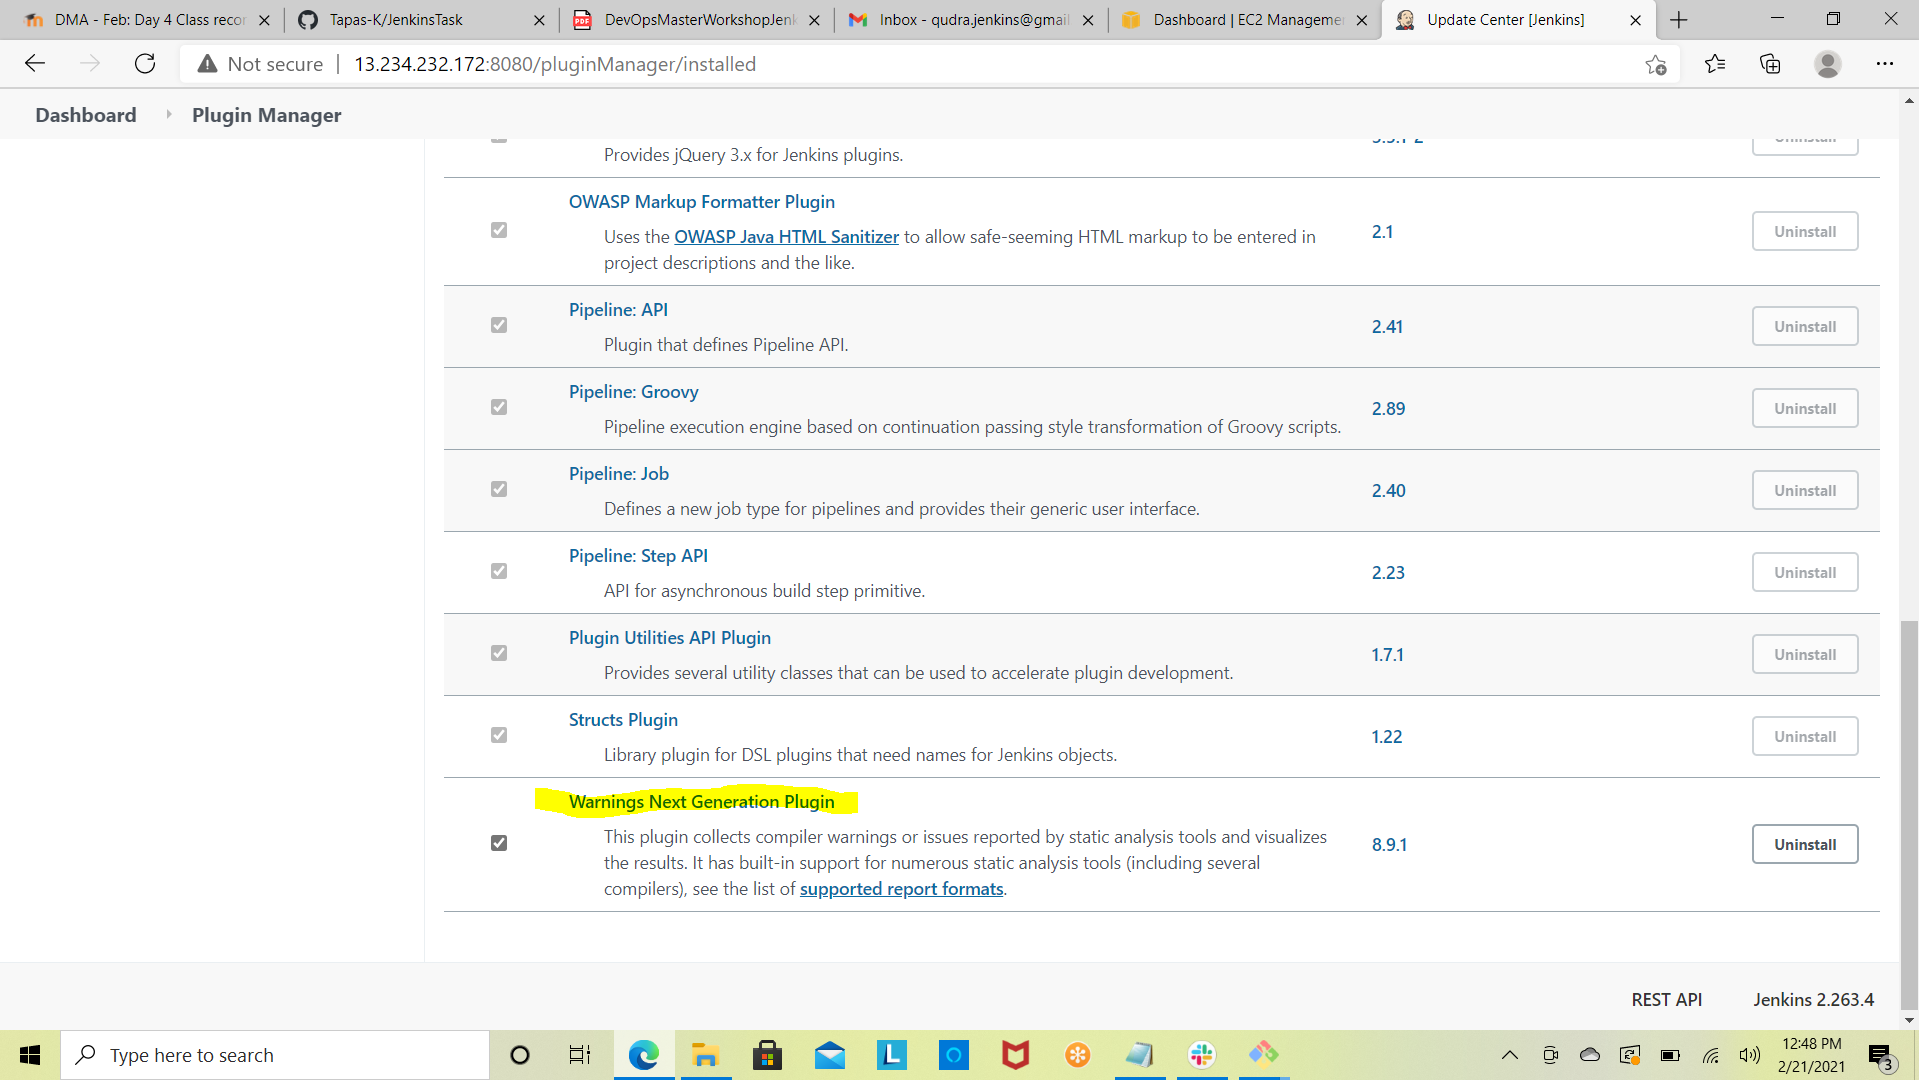 DMA - Feb: Day 4 Class recor
Tapas-K/JenkinsTask
PDF
DevOpsMasterWorkshopJenk
Inbox - qudra.jenkins@gmail
Dashboard | EC2 Manageme
Update Center [Jenkins]
Not secure | 13.234.232.172:8080/pluginManager/installed
Dashboard
Plugin Manager
Provides jQuery 3.x for Jenkins plugins.
Uninstall
OWASP Markup Formatter Plugin
Uses the OWASP Java HTML Sanitizer to allow safe-seeming HTML markup to be entered in
project descriptions and the like.
2.1
Uninstall
Pipeline: API
Plugin that defines Pipeline API.
2.41
Uninstall
Pipeline: Groovy
Pipeline execution engine based on continuation passing style transformation of Groovy scripts.
2.89
Uninstall
Pipeline: Job
Defines a new job type for pipelines and provides their generic user interface.
2.40
Uninstall
Pipeline: Step API
API for asynchronous build step primitive.
2.23
Uninstall
Plugin Utilities API Plugin
Provides several utility classes that can be used to accelerate plugin development.
1.7.1
Uninstall
Structs Plugin
Library plugin for DSL plugins that need names for Jenkins objects.
1.22
Uninstall
Warnings Next Generation Plugin
This plugin collects compiler warnings or issues reported by static analysis tools and visualizes
the results. It has built-in support for numerous static analysis tools (including several
compilers), see the list of supported report formats.
8.9.1
Uninstall
REST API
Jenkins 2.263.4
Type here to search
L
12:48 PM
2/21/2021
3